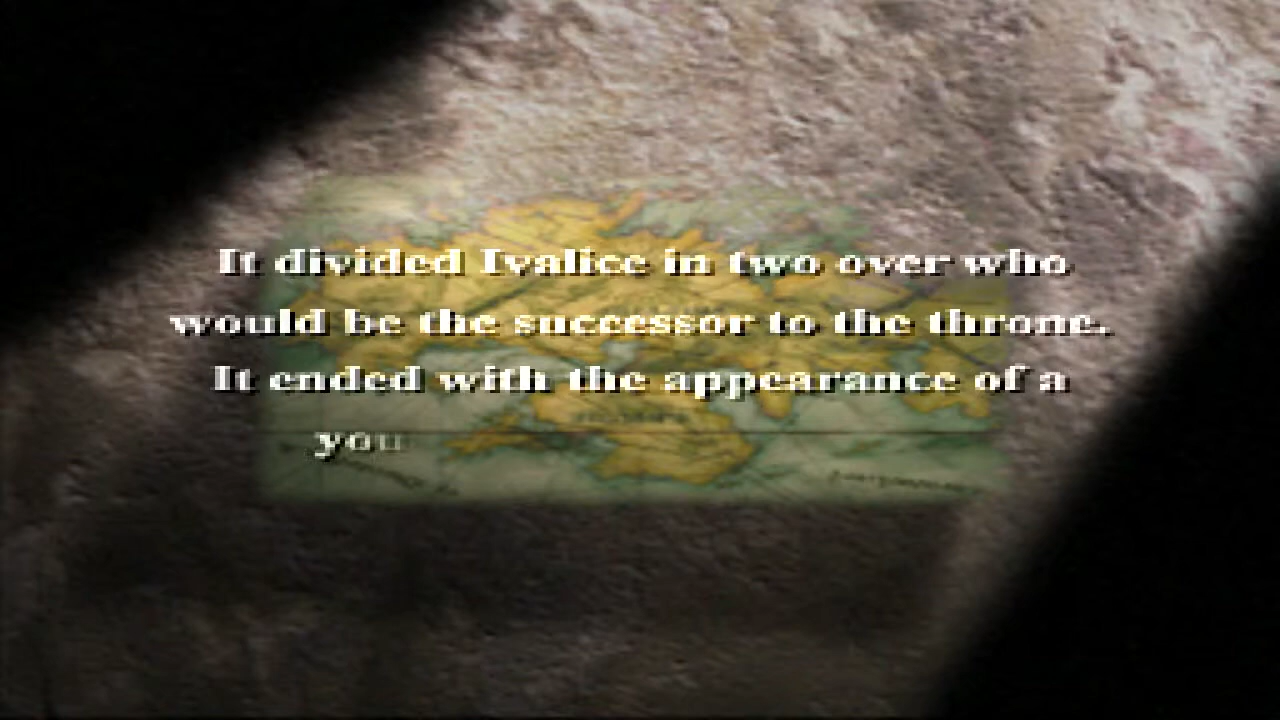 It divided Ivalice in two over who
would be the successor to the throne.
It ended with the appearance of a
you